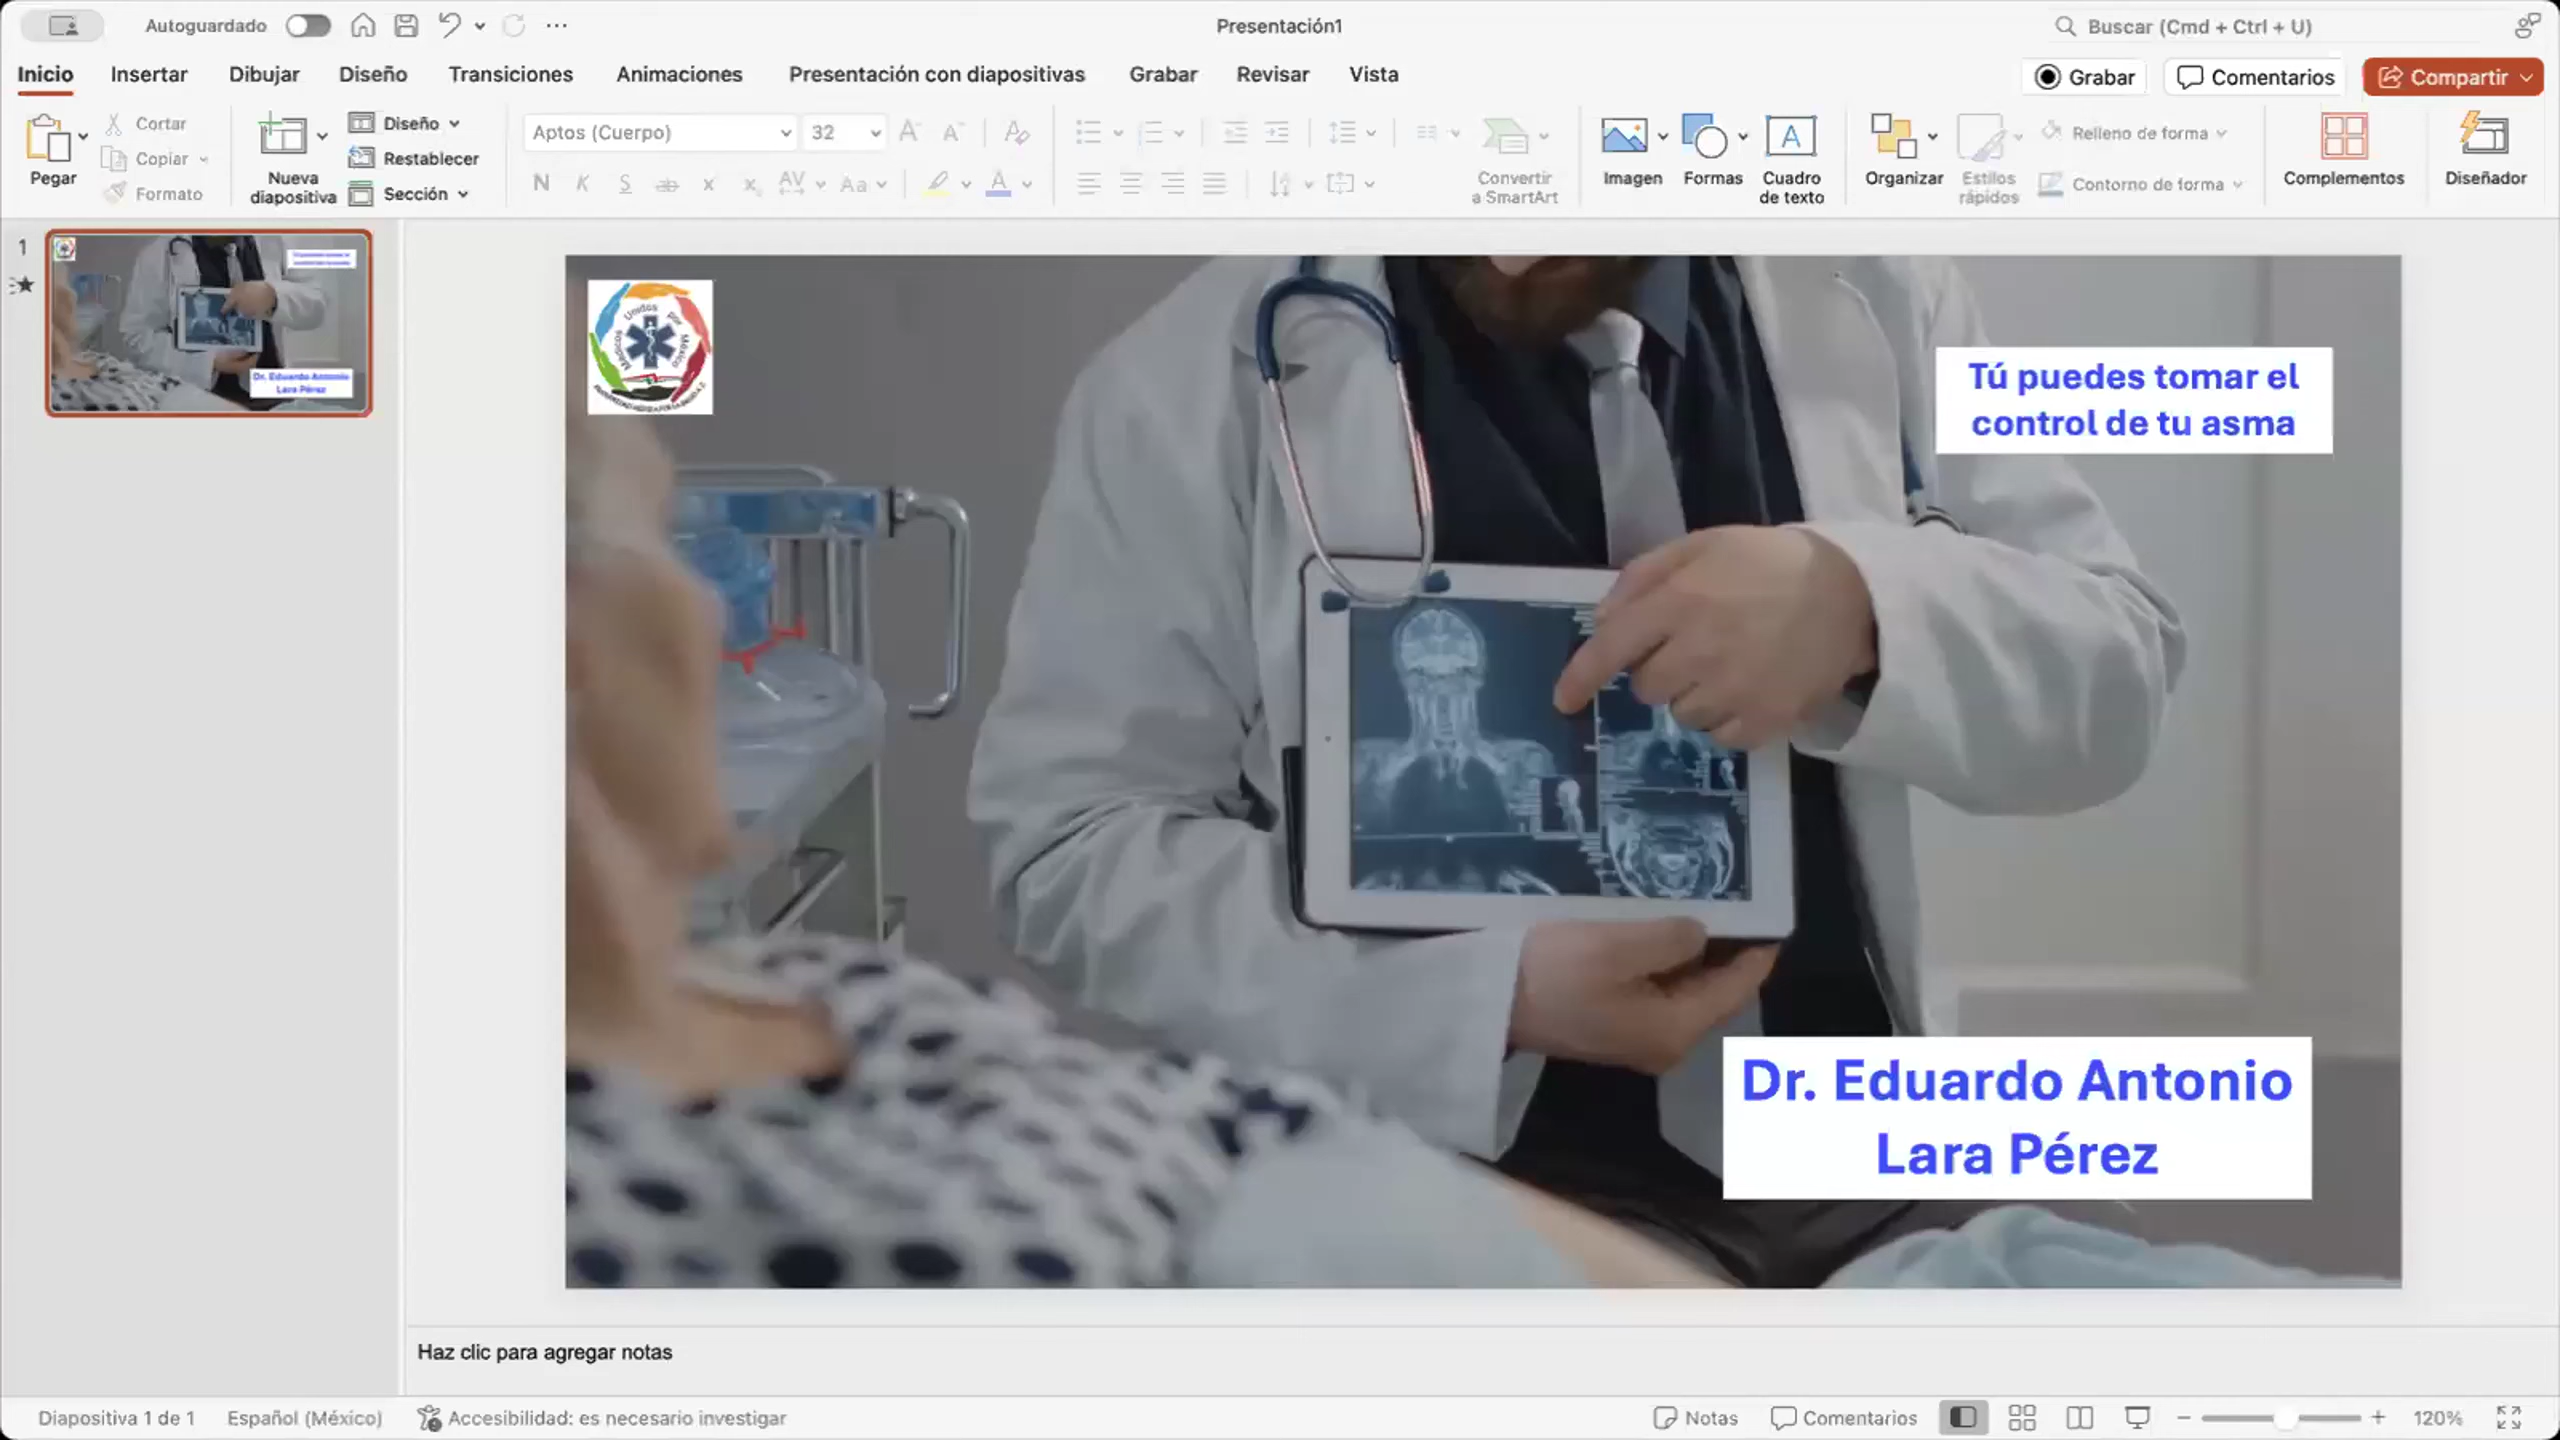 Autoguardado
Presentación1
Buscar (Cmd + Ctrl + U)
Inicio Insertar Dibujar Diseño Transiciones Animaciones Presentación con diapositivas Grabar Revisar Vista
Grabar Comentarios Compartir
Pegar
Cortar
Copiar
Formato
Nueva
diapositiva
Diseño
Restablecer
Sección
Aptos (Cuerpo) 32
Convertir
a SmartArt
Imagen
Formas
Cuadro
de texto
Organizar
Estilos
rápidos
Relleno de forma
Contorno de forma
Complementos
Diseñador
1
Médicos Unidos por México
Tú puedes tomar el
control de tu asma
Dr. Eduardo Antonio
Lara Pérez
Haz clic para agregar notas
Diapositiva 1 de 1 Español (México) Accesibilidad: es necesario investigar
Notas Comentarios 120%